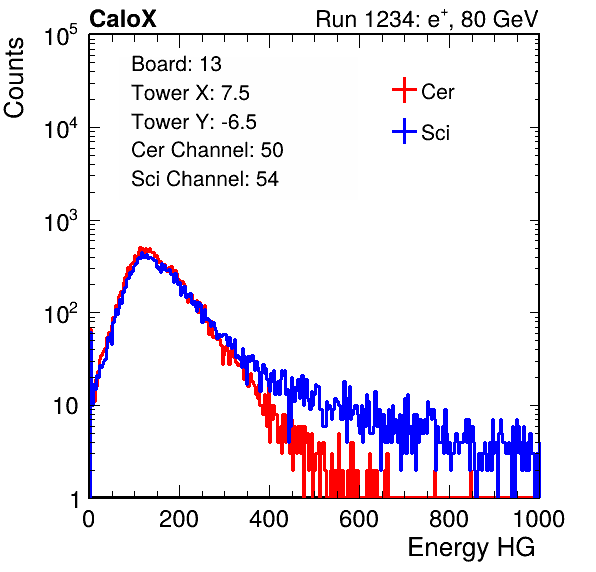 CaloX Run 1234: e⁺, 80 GeV
Board: 13
Tower X: 7.5
Tower Y: -6.5
Cer Channel: 50
Sci Channel: 54
Cer
Sci
Counts
10⁵
10⁴
10³
10²
10
1
0 200 400 600 800 1000
Energy HG